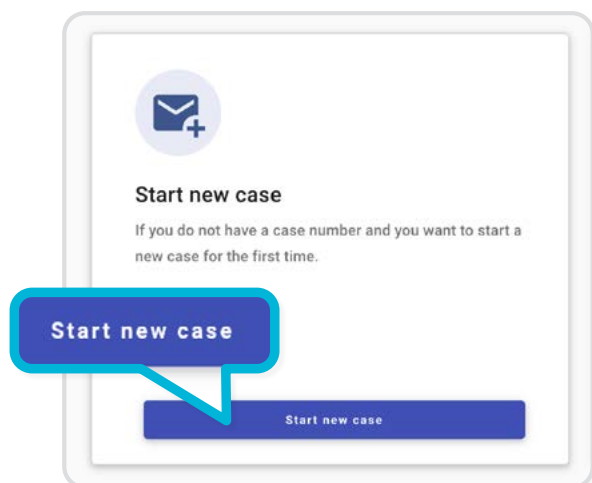 Start new case
If you do not have a case number and you want to start a
new case for the first time.
Start new case
Start new case